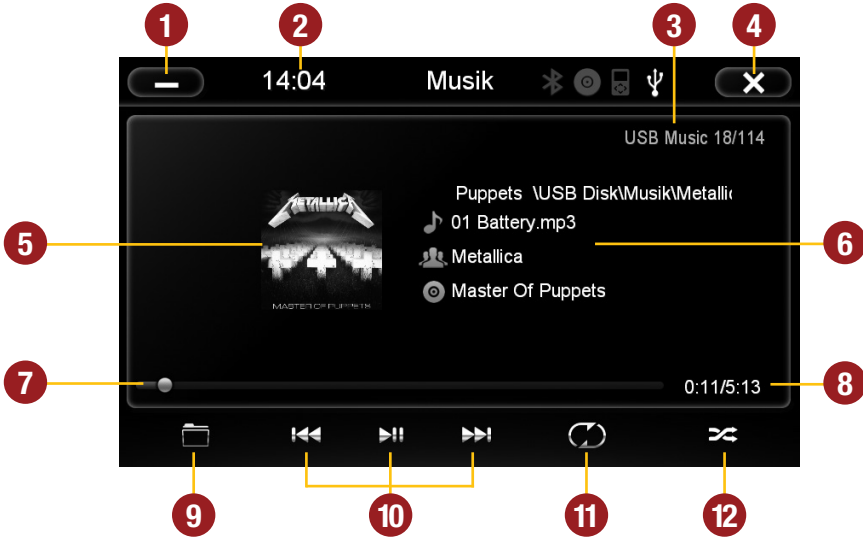 1 2 3 4
14:04 Musik
USB Music 18/114
METALLICA
Puppets \USB Disk\Musik\Metallic
01 Battery.mp3
5 6
Metallica
Master Of Puppets
MASTER OF PUPPETS
7 8
0:11/5:13
9 10 11 12